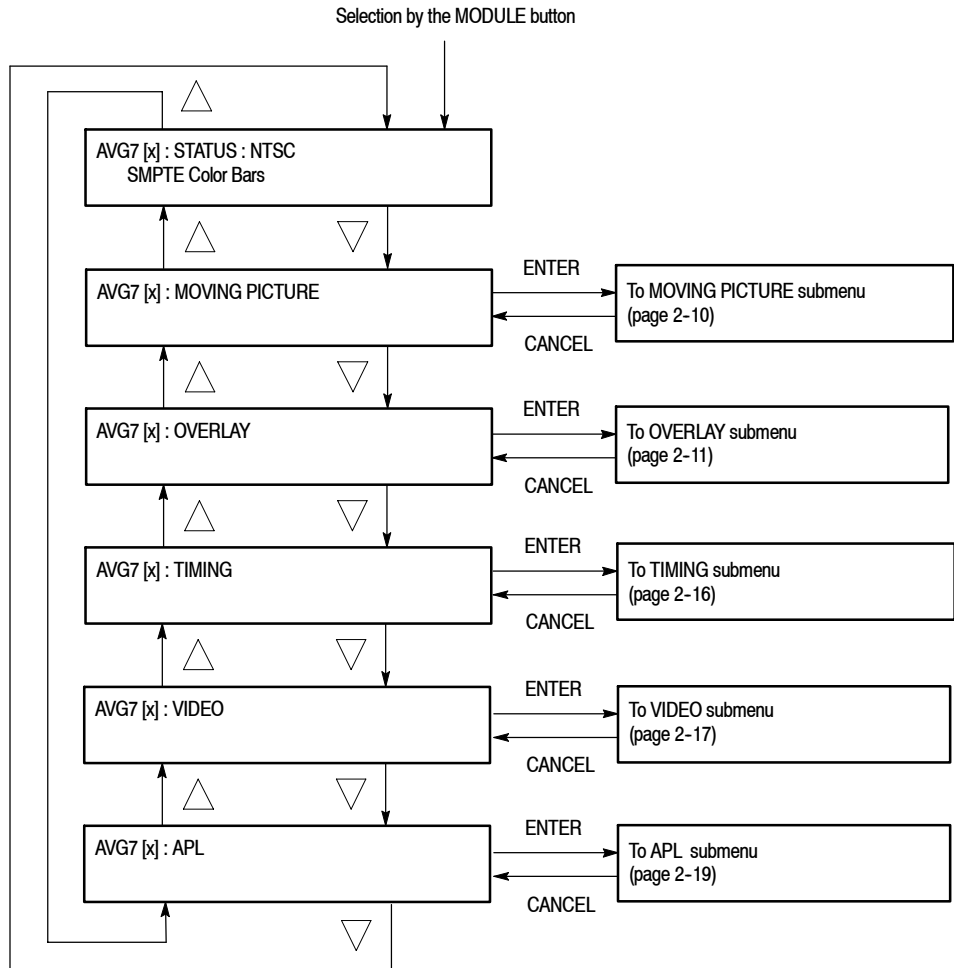 Selection by the MODULE button
AVG7 [x] : STATUS : NTSC
SMPTE Color Bars
AVG7 [x] : MOVING PICTURE
ENTER
CANCEL
To MOVING PICTURE submenu
(page 2-10)
AVG7 [x] : OVERLAY
ENTER
CANCEL
To OVERLAY submenu
(page 2-11)
AVG7 [x] : TIMING
ENTER
CANCEL
To TIMING submenu
(page 2-16)
AVG7 [x] : VIDEO
ENTER
CANCEL
To VIDEO submenu
(page 2-17)
AVG7 [x] : APL
ENTER
CANCEL
To APL submenu
(page 2-19)